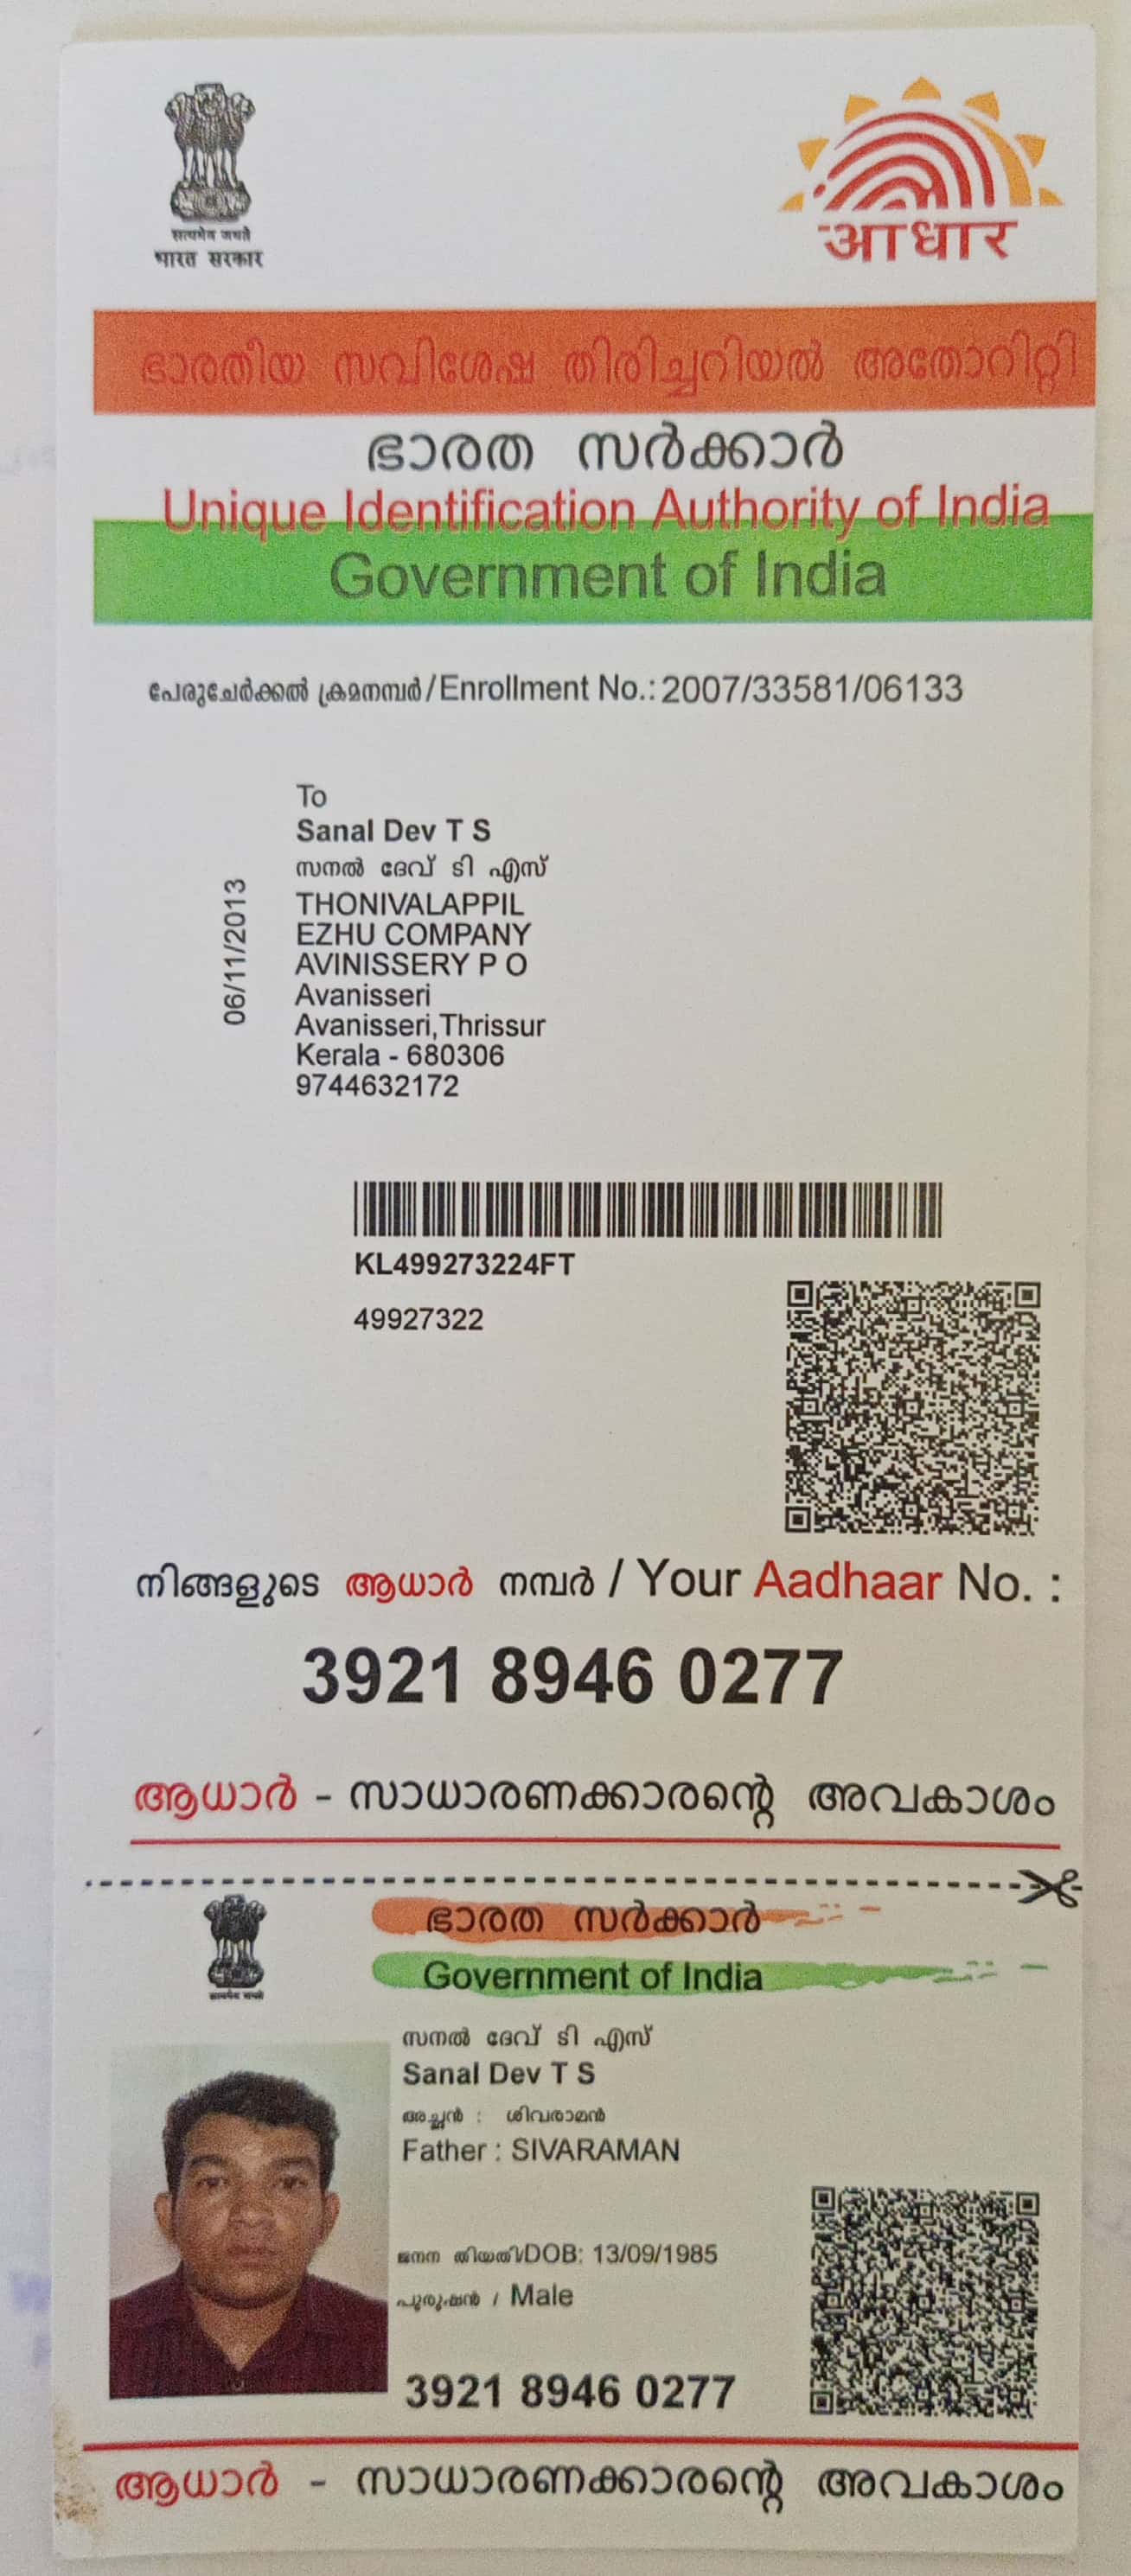 सत्यमेव जयते
भारत सरकार
आधार
ഭാരതീയ സവിശേഷ തിരിച്ചറിയൽ അതോറിറ്റി
ഭാരത സർക്കാർ
Unique Identification Authority of India
Government of India
പേരുചേർക്കൽ ക്രമനമ്പർ/Enrollment No.: 2007/33581/06133
To
Sanal Dev T S
സനൽ ദേവ് ടി എസ്
THONIVALAPPIL
EZHU COMPANY
AVINISSERY P O
Avanisseri
Avanisseri,Thrissur
Kerala - 680306
9744632172
06/11/2013
KL499273224FT
49927322
നിങ്ങളുടെ ആധാർ നമ്പർ / Your Aadhaar No. :
3921 8946 0277
ആധാർ - സാധാരണക്കാരന്റെ അവകാശം
ഭാരത സർക്കാർ
Government of India
सत्यमेव जयते
സനൽ ദേവ് ടി എസ്
Sanal Dev T S
അച്ഛൻ : ശിവരാമൻ
Father : SIVARAMAN
ജനന തിയതി/DOB: 13/09/1985
പുരുഷൻ / Male
3921 8946 0277
ആധാർ - സാധാരണക്കാരന്റെ അവകാശം